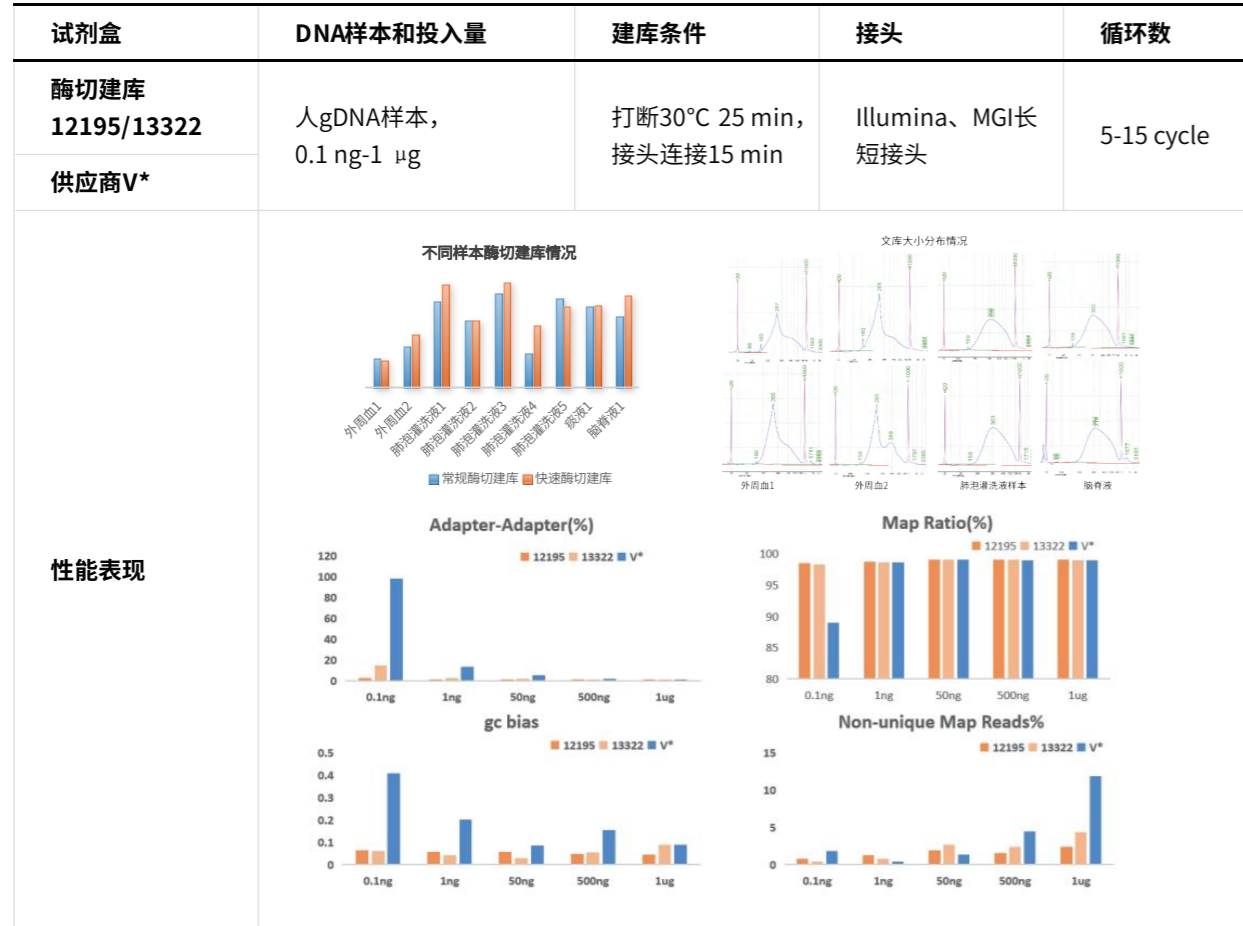 试剂盒
DNA样本和投入量
建库条件
接头
循环数
酶切建库
12195/13322
供应商V*
人gDNA样本，
0.1 ng-1 μg
打断30°C 25 min，
接头连接15 min
Illumina、MGI长
短接头
5-15 cycle
性能表现
不同样本酶切建库情况
外周血1
外周血2
肺泡灌洗液1
肺泡灌洗液2
肺泡灌洗液3
肺泡灌洗液4
肺泡灌洗液5
痰液1
脑脊液1
常规酶切建库 快速酶切建库
文库大小分布情况
外周血1
外周血2
肺泡灌洗液样本
脑脊液
Adapter-Adapter(%)
12195 13322 V*
120
100
80
60
40
20
0
0.1ng 1ng 50ng 500ng 1ug
Map Ratio(%)
12195 13322 V*
100
95
90
85
80
0.1ng 1ng 50ng 500ng 1ug
gc bias
12195 13322 V*
0.5
0.4
0.3
0.2
0.1
0
0.1ng 1ng 50ng 500ng 1ug
Non-unique Map Reads%
12195 13322 V*
15
10
5
0
0.1ng 1ng 50ng 500ng 1ug